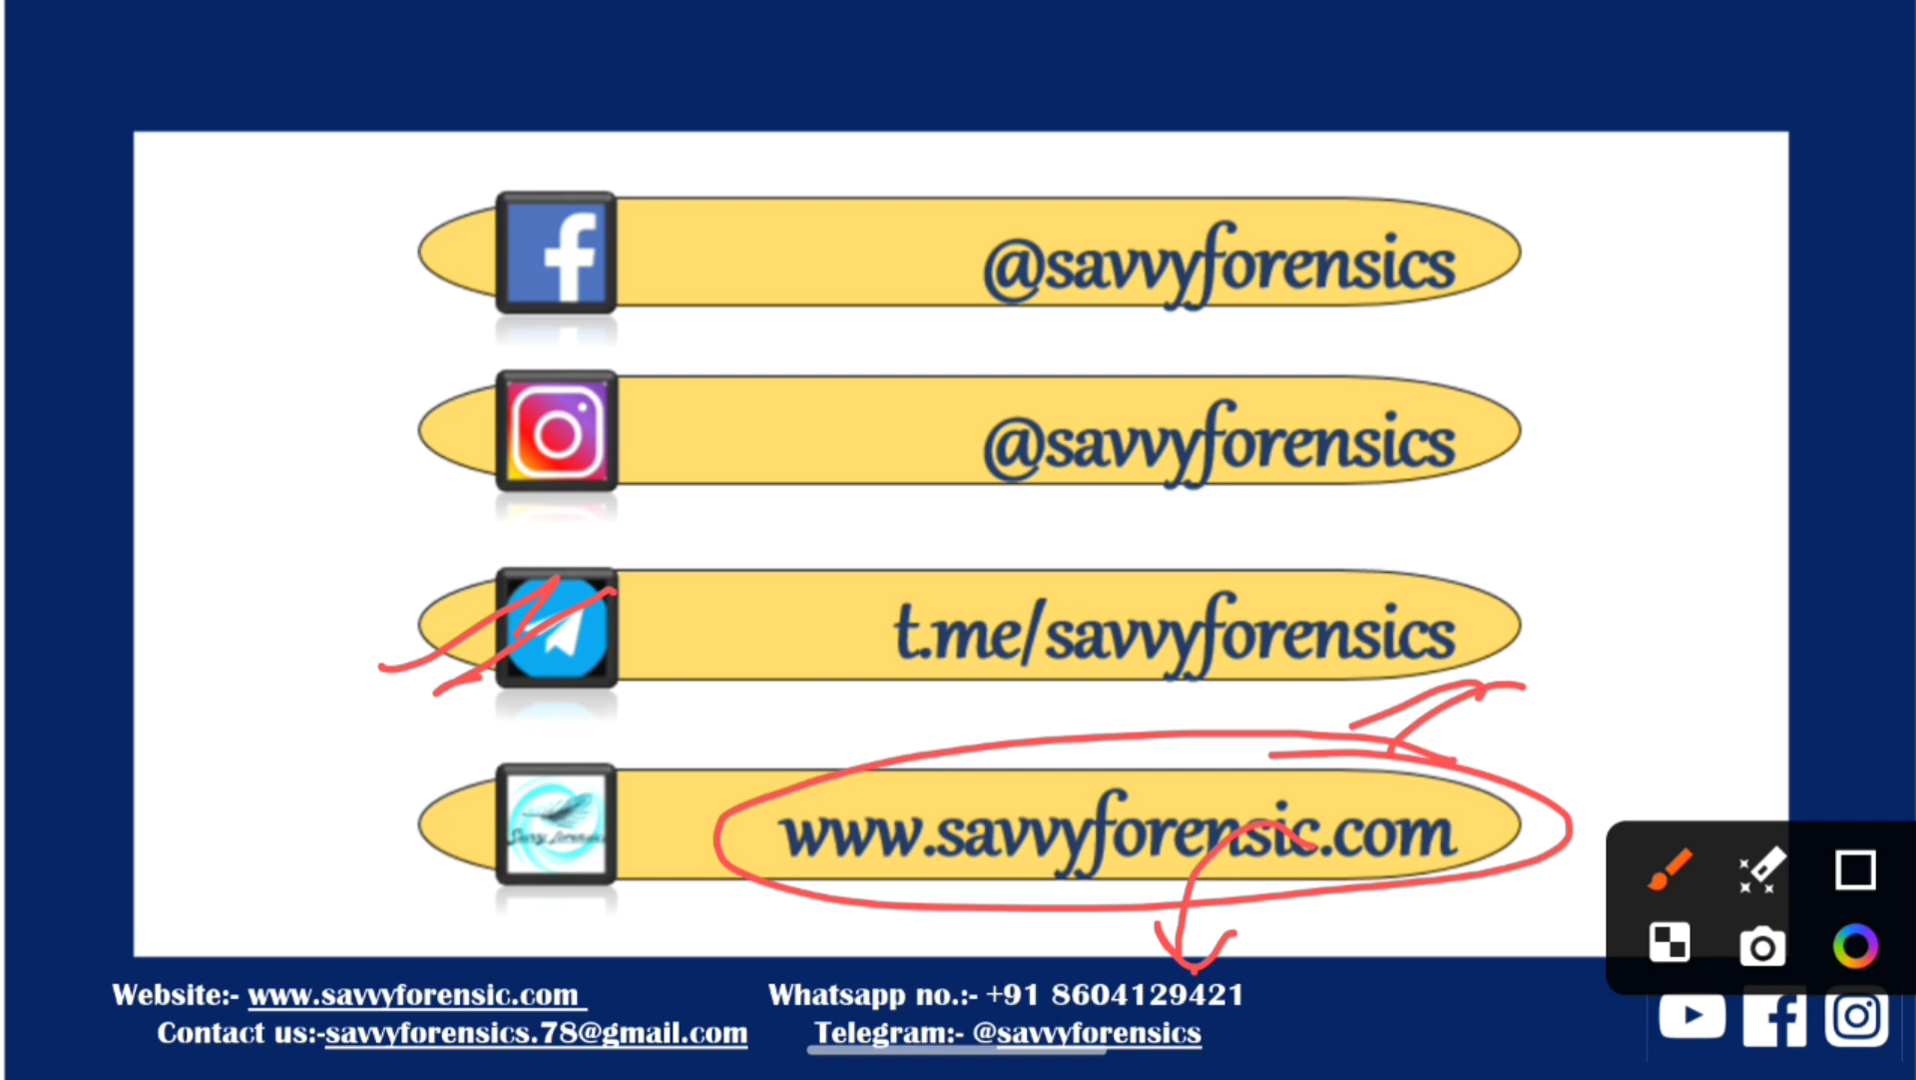 @savvyforensics
@savvyforensics
t.me/savvyforensics
www.savvyforensic.com
Website:- www.savvyforensic.com
Whatsapp no.:- +91 8604129421
Contact us:-savvyforensics.78@gmail.com
Telegram:- @savvyforensics